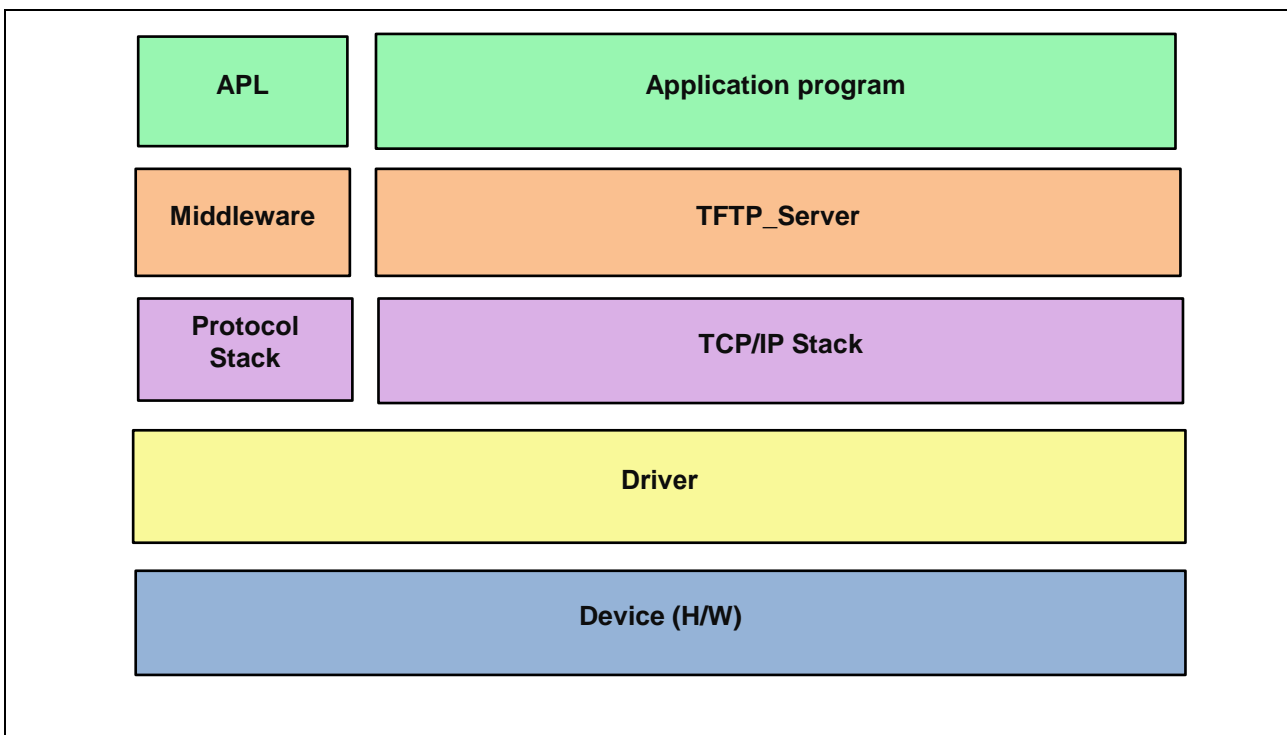 APL
Application program
Middleware
TFTP_Server
Protocol
Stack
TCP/IP Stack
Driver
Device (H/W)